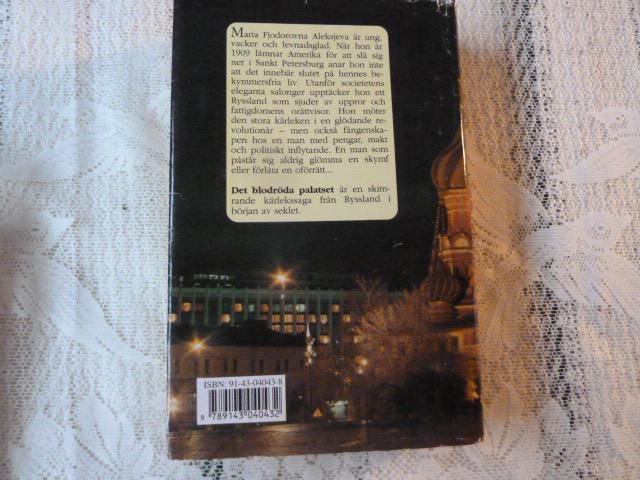 Maria Fjodorovna Aleksjeva är ung,
vacker och levnadsglad. När hon år
1909 lämnar Amerika för att slå sig
ner i Sankt Petersburg anar hon inte
att det innebär slutet på hennes be-
kymmersfria liv. Utanför societetens
eleganta salonger upptäcker hon ett
Ryssland som sjuder av uppror och
fattigdomens orättvisor. Hon möter
den stora kärleken i en glödande re-
volutionär – men också fångenska-
pen hos en man med pengar, makt
och politiskt inflytande. En man som
påstår sig aldrig glömma en skymf
eller förlåta en oförrätt...
Det blodröda palatset är en skim-
rande kärlekssaga från Ryssland i
början av seklet.
ISBN: 91-43-04043-8
9 789143 040432